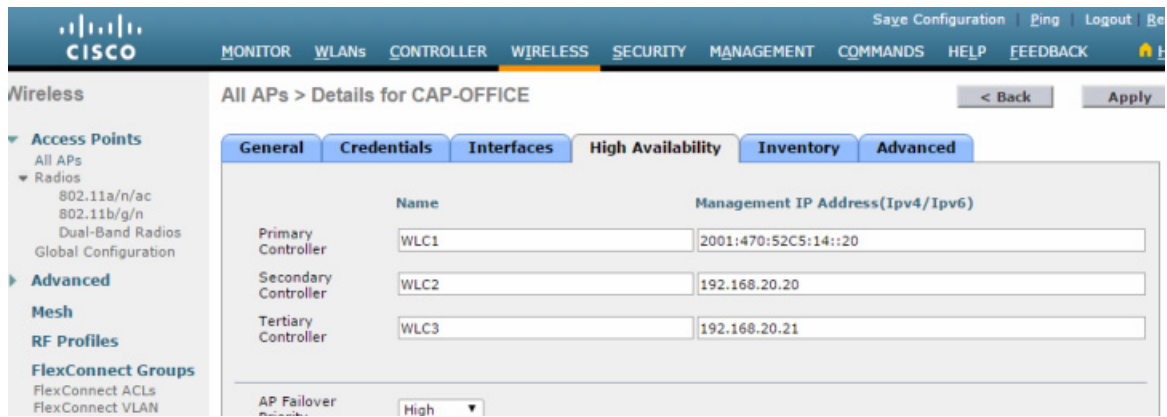 Save Configuration | Ping | Logout | Re
CISCO
MONITOR WLANs CONTROLLER WIRELESS SECURITY MANAGEMENT COMMANDS HELP FEEDBACK
Wireless
All APs > Details for CAP-OFFICE
< Back
Apply
Access Points
All APs
Radios
802.11a/n/ac
802.11b/g/n
Dual-Band Radios
Global Configuration
Advanced
Mesh
RF Profiles
FlexConnect Groups
FlexConnect ACLs
FlexConnect VLAN
General Credentials Interfaces High Availability Inventory Advanced
Name Management IP Address(Ipv4/Ipv6)
Primary
Controller
WLC1 2001:470:52C5:14::20
Secondary
Controller
WLC2 192.168.20.20
Tertiary
Controller
WLC3 192.168.20.21
AP Failover
Priority
High